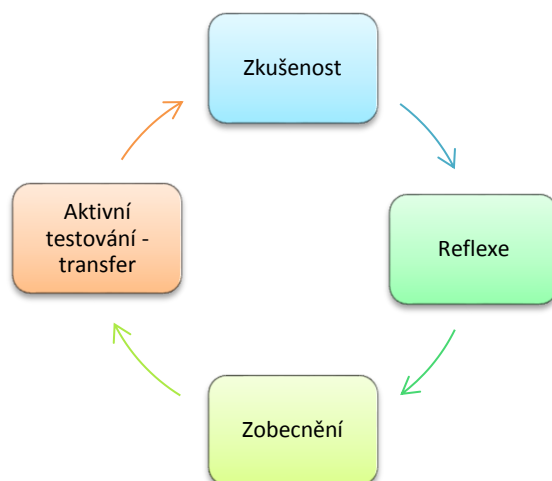 Zkušenost
Reflexe
Zobecnění
Aktivní
testování -
transfer